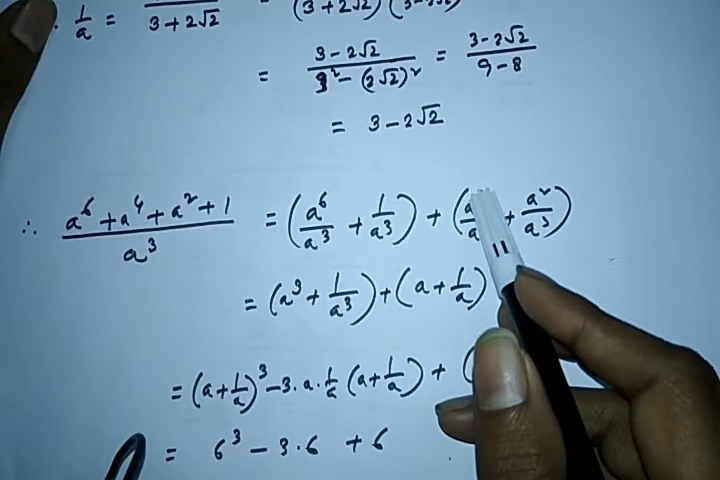 1/a = /(3+2√2) = (3+2√2)(3-2√2)
= (3-2√2)/(3²-(2√2)²) = (3-2√2)/(9-8)
= 3-2√2
∴ (a⁶+a⁴+a²+1)/a³ = (a⁶/a³ + 1/a³) + (a/a + a²/a³)
= (a³ + 1/a³) + (a + 1/a)
= (a+1/a)³ - 3.a.1/a (a+1/a) + (
= 6³ - 3.6 + 6